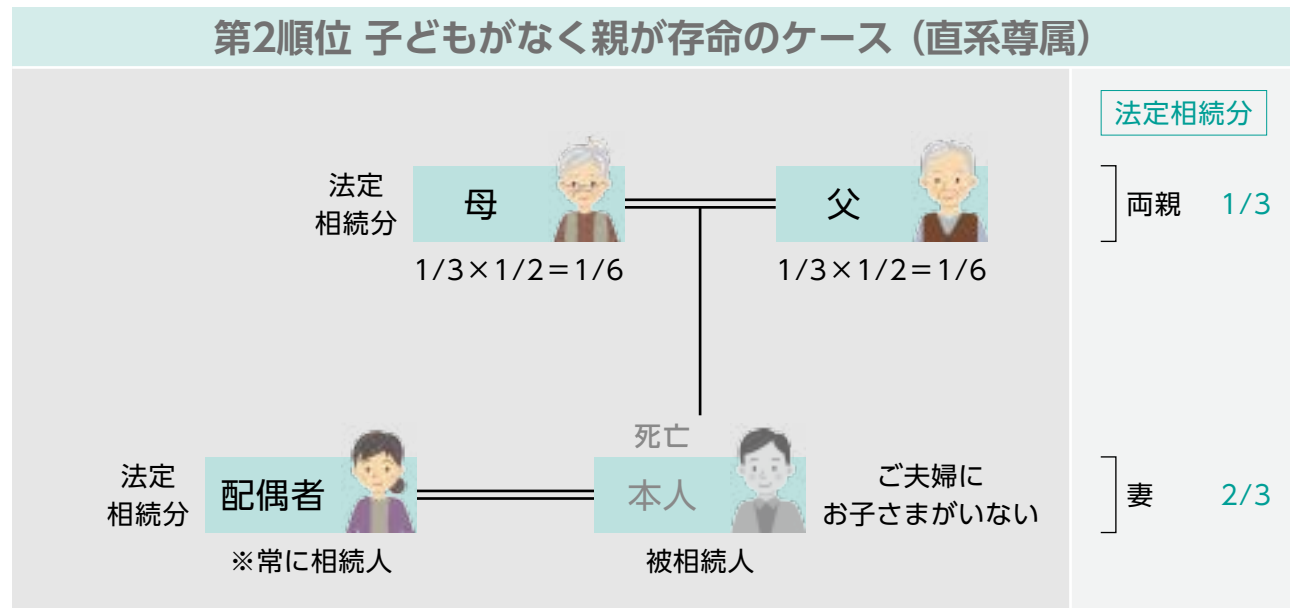 第2順位 子どもがなく親が存命のケース（直系尊属）
法定相続分
法定
相続分
母
父
両親 1/3
1/3×1/2＝1/6
1/3×1/2＝1/6
死亡
法定
相続分
配偶者
本人
ご夫婦に
お子さまがいない
妻 2/3
※常に相続人
被相続人